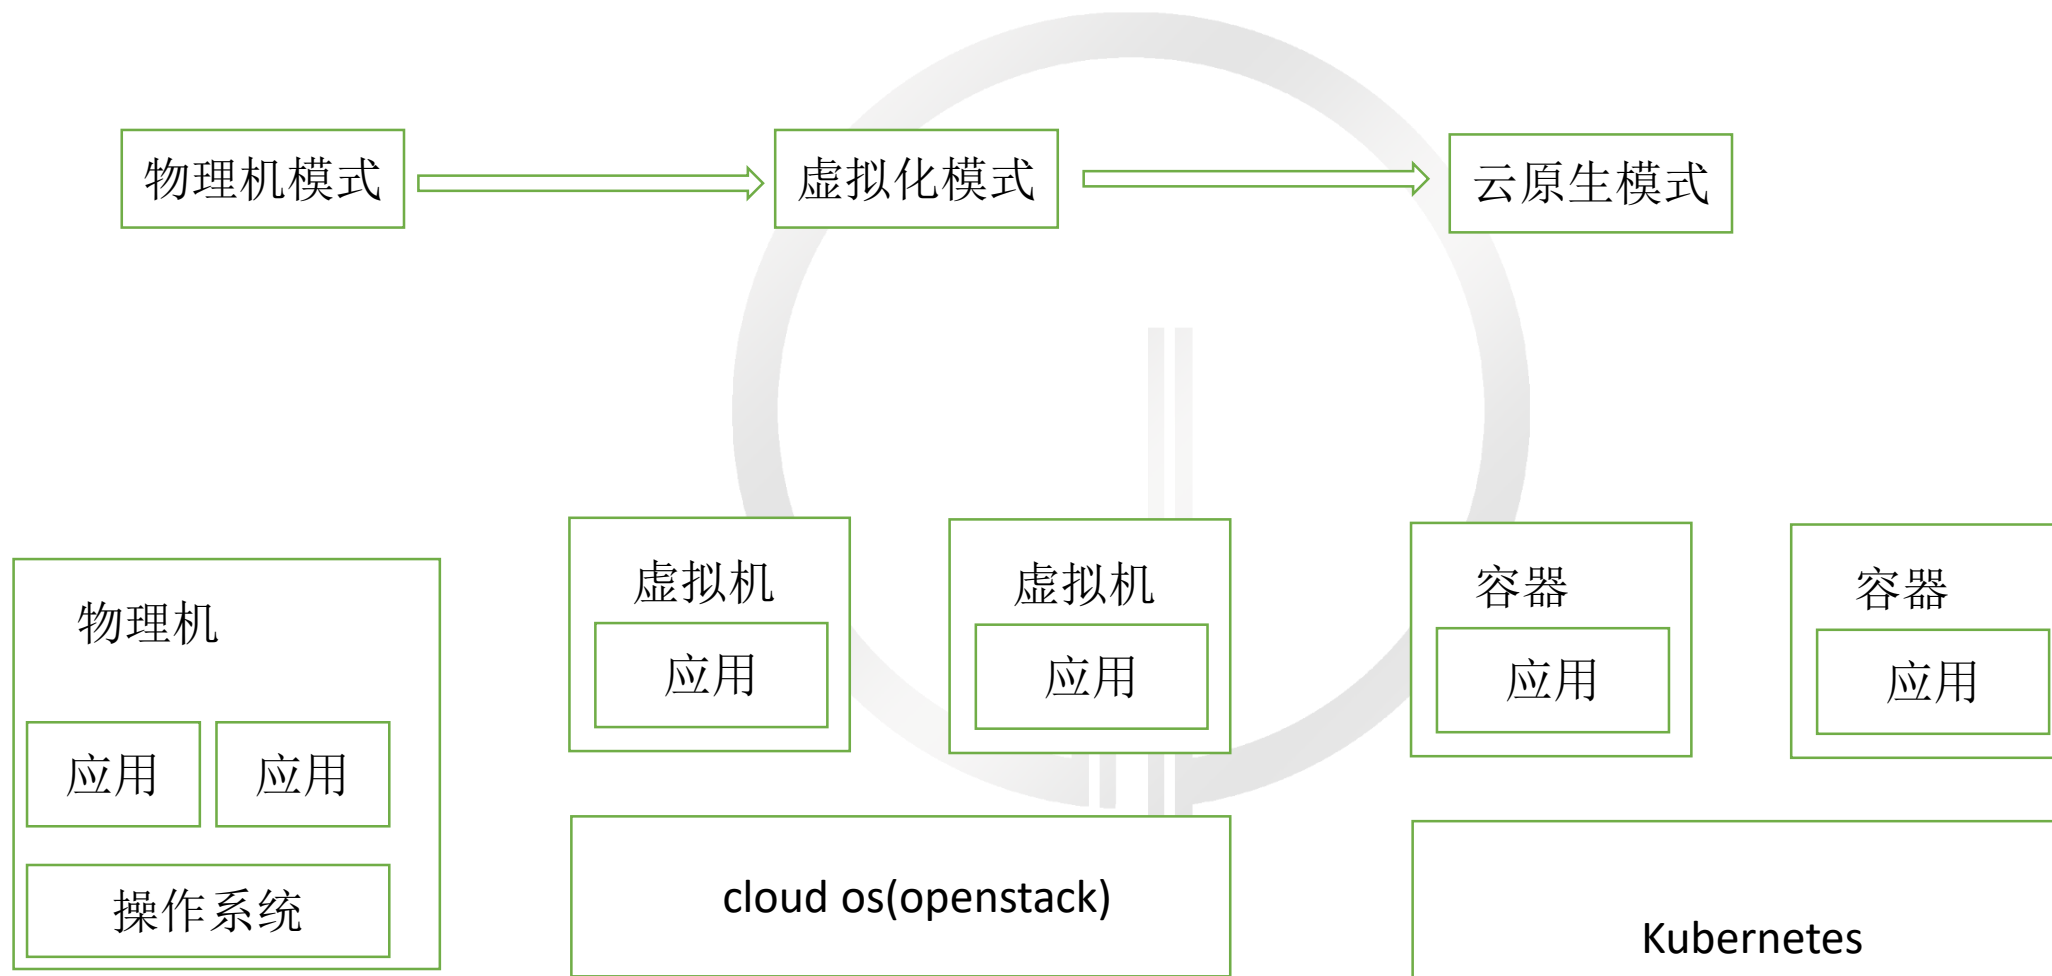 物理机模式
虚拟化模式
云原生模式
物理机
应用
应用
操作系统
虚拟机
应用
虚拟机
应用
cloud os(openstack)
容器
应用
容器
应用
Kubernetes